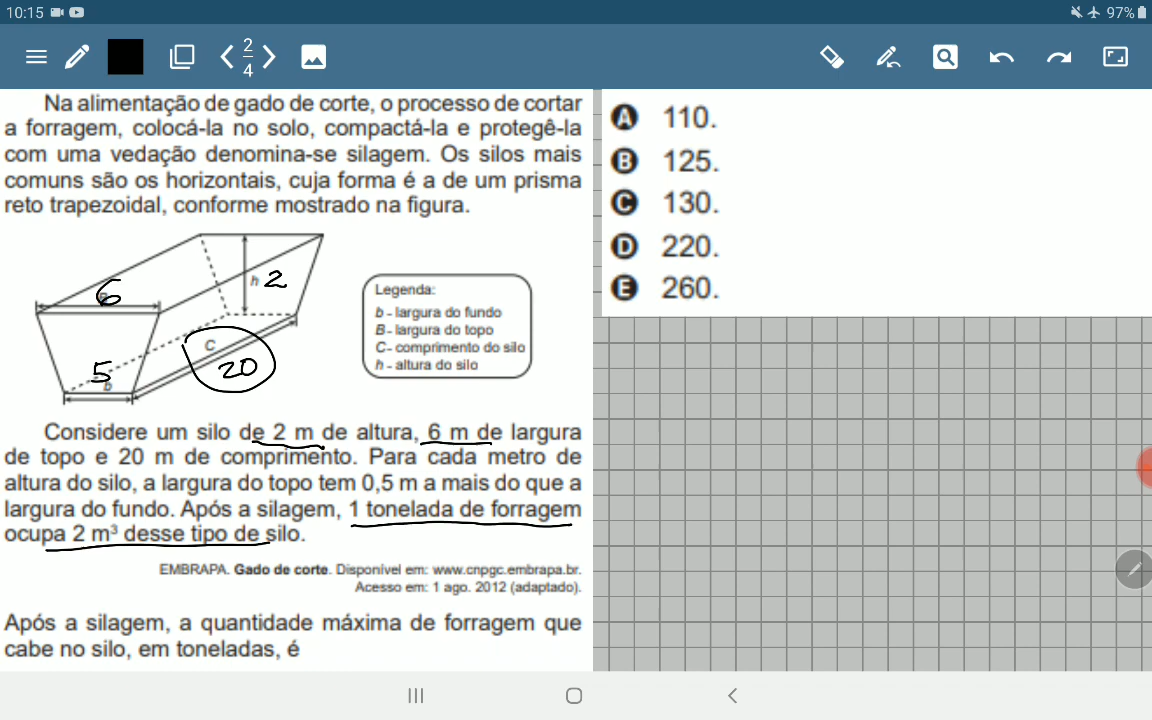 10:15
97%
2
4
Na alimentação de gado de corte, o processo de cortar
a forragem, colocá-la no solo, compactá-la e protegê-la
com uma vedação denomina-se silagem. Os silos mais
comuns são os horizontais, cuja forma é a de um prisma
reto trapezoidal, conforme mostrado na figura.
6
h 2
C
20
5
b
Legenda:
b - largura do fundo
B - largura do topo
C - comprimento do silo
h - altura do silo
Considere um silo de 2 m de altura, 6 m de largura
de topo e 20 m de comprimento. Para cada metro de
altura do silo, a largura do topo tem 0,5 m a mais do que a
largura do fundo. Após a silagem, 1 tonelada de forragem
ocupa 2 m³ desse tipo de silo.
EMBRAPA. Gado de corte. Disponível em: www.cnpgc.embrapa.br.
Acesso em: 1 ago. 2012 (adaptado).
Após a silagem, a quantidade máxima de forragem que
cabe no silo, em toneladas, é
A 110.
B 125.
C 130.
D 220.
E 260.